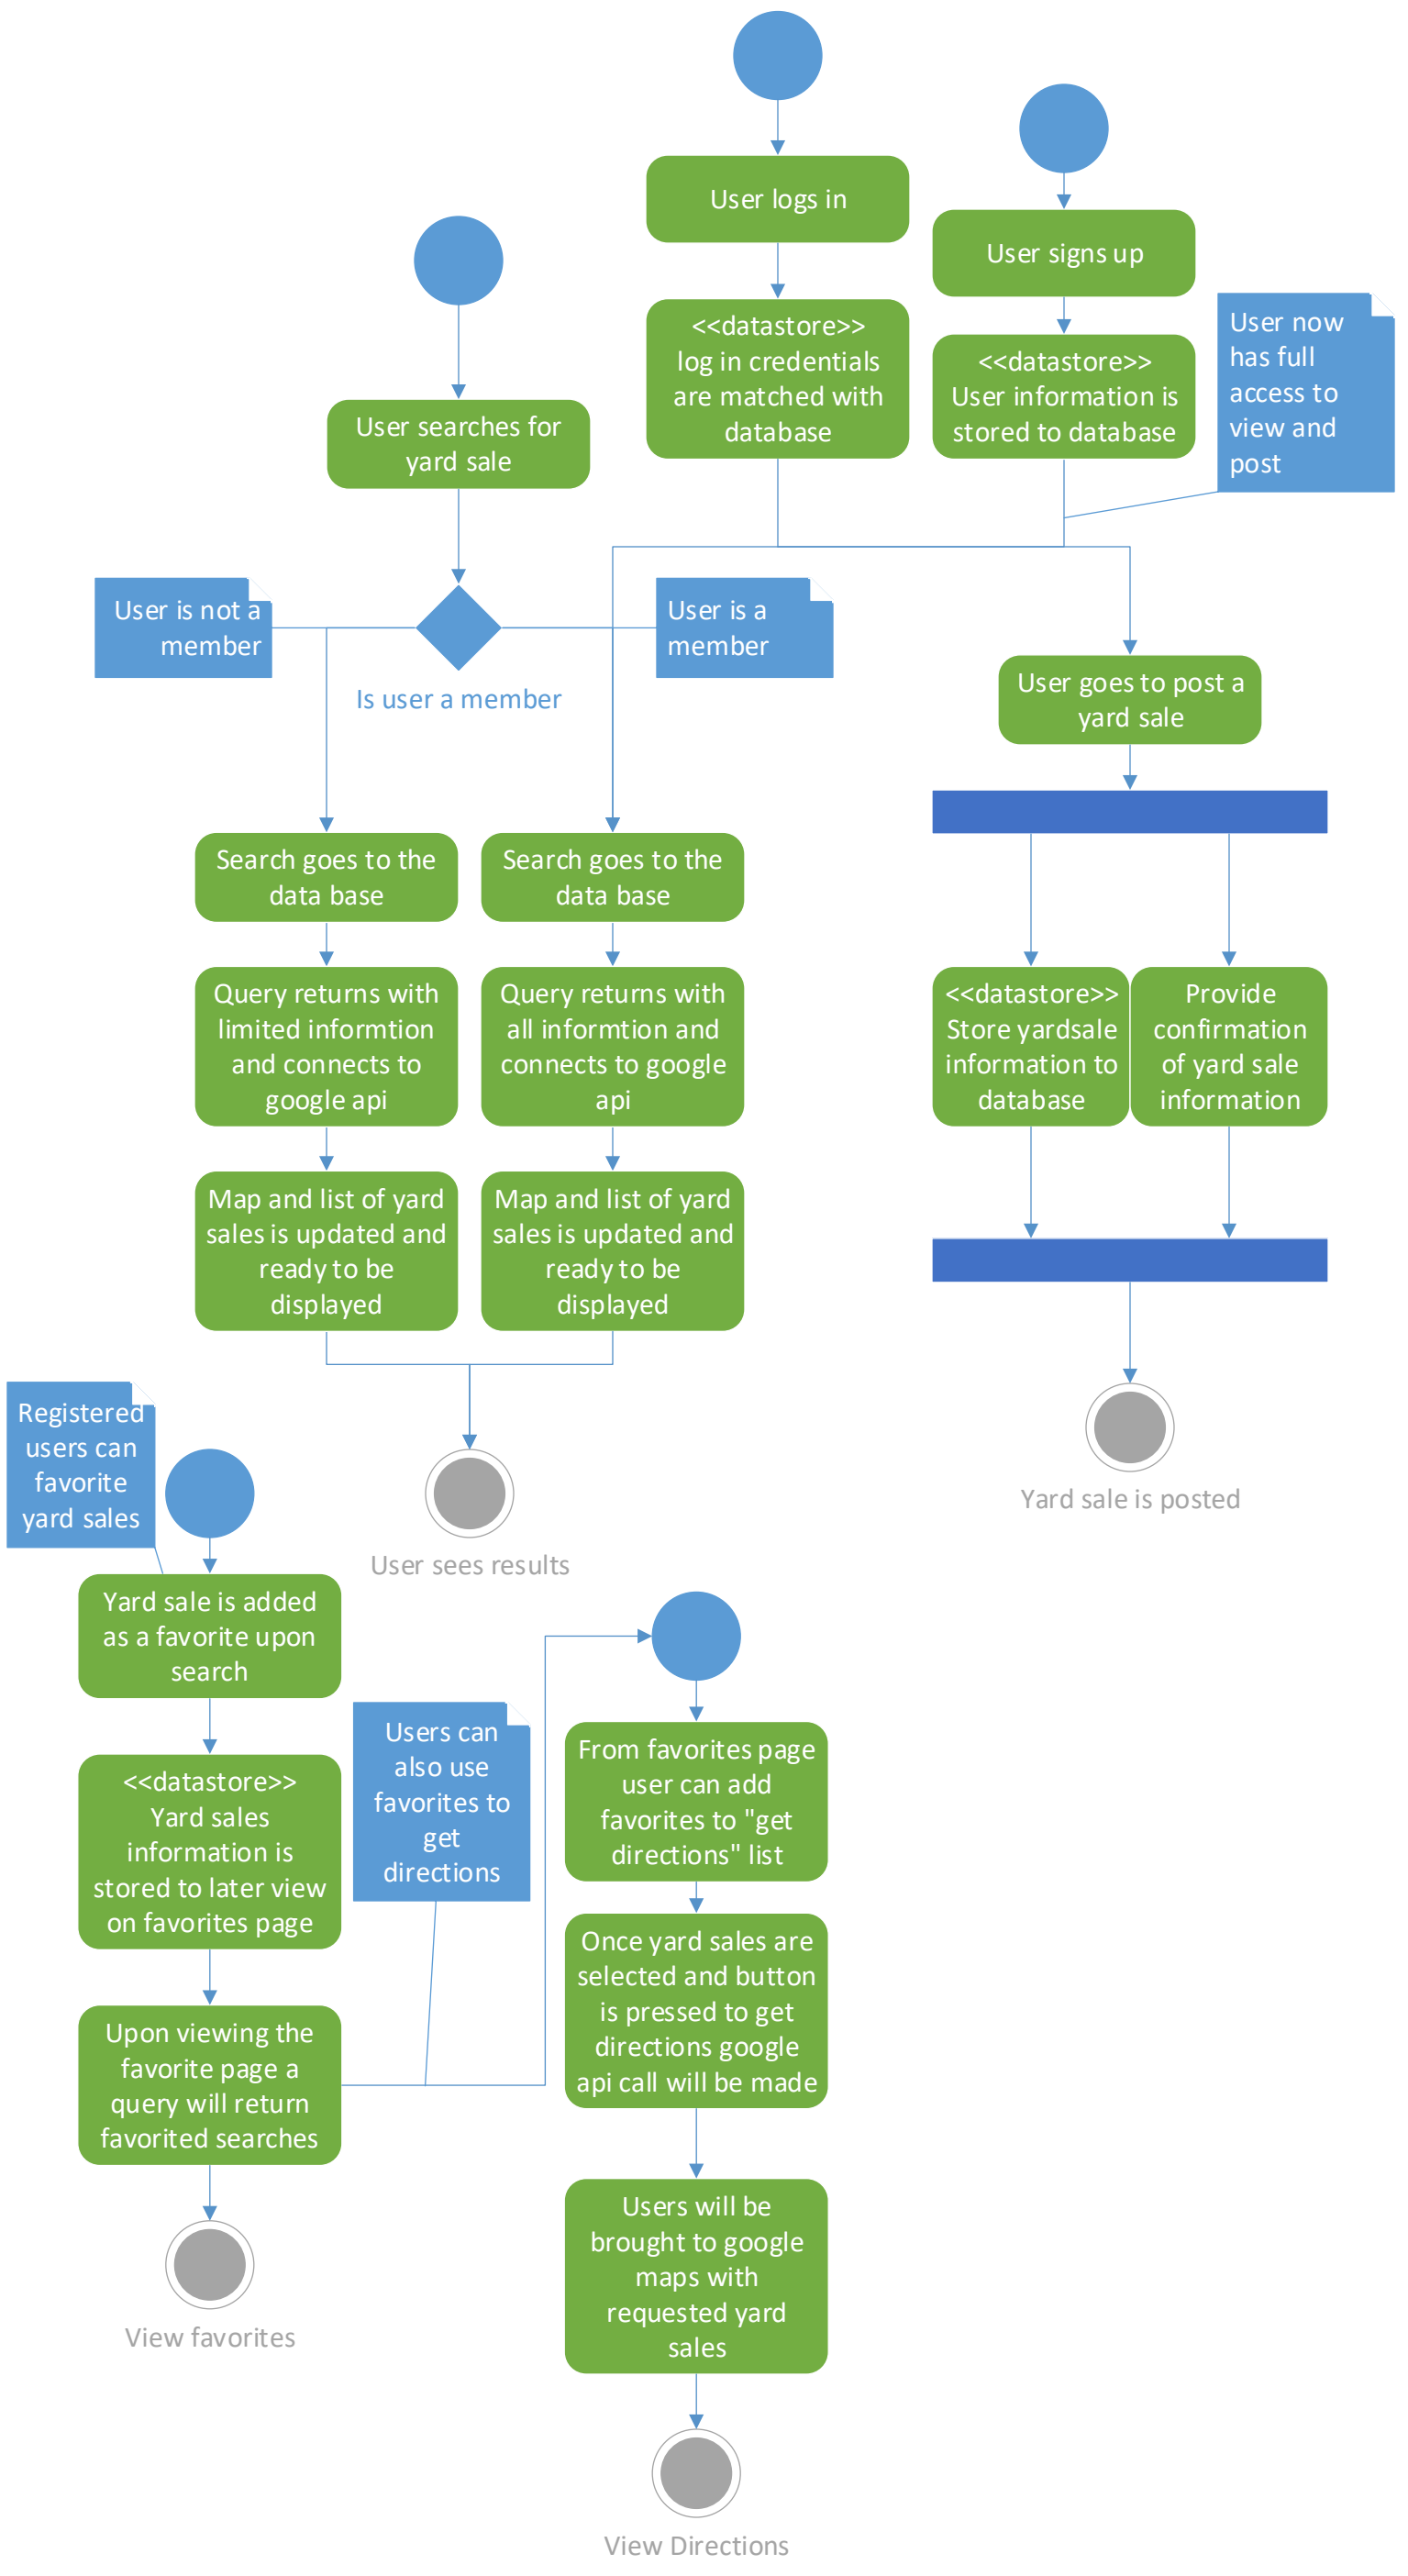 User logs in
User signs up
<<datastore>>
log in credentials
are matched with
database
<<datastore>>
User information is
stored to database
User now
has full
access to
view and
post
User searches for
yard sale
User is not a
member
User is a
member
Is user a member
User goes to post a
yard sale
Search goes to the
data base
Search goes to the
data base
Query returns with
limited informtion
and connects to
google api
Query returns with
all informtion and
connects to google
api
<<datastore>>
Store yardsale
information to
database
Provide
confirmation
of yard sale
information
Map and list of yard
sales is updated and
ready to be
displayed
Map and list of yard
sales is updated and
ready to be
displayed
Yard sale is posted
User sees results
Registered
users can
favorite
yard sales
Yard sale is added
as a favorite upon
search
<<datastore>>
Yard sales
information is
stored to later view
on favorites page
Users can
also use
favorites to
get
directions
Upon viewing the
favorite page a
query will return
favorited searches
View favorites
From favorites page
user can add
favorites to "get
directions" list
Once yard sales are
selected and button
is pressed to get
directions google
api call will be made
Users will be
brought to google
maps with
requested yard
sales
View Directions